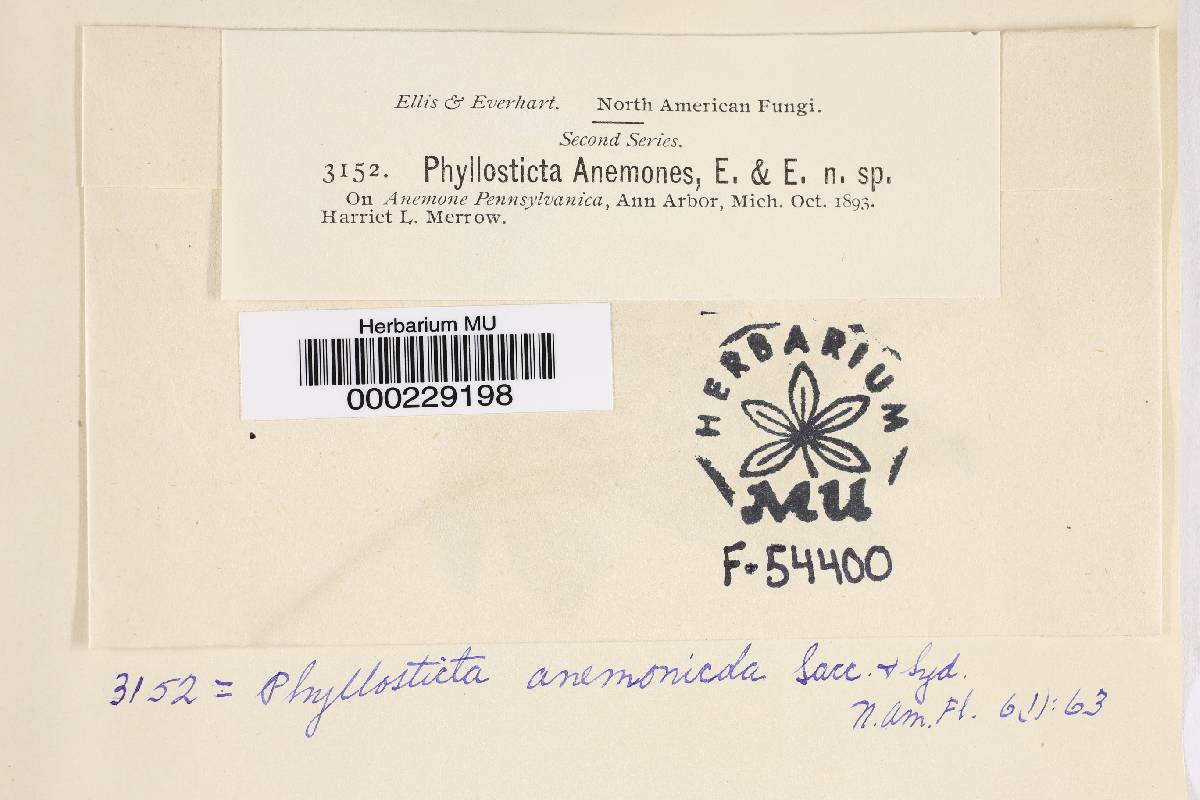 Ellis & Everhart. North American Fungi.
Second Series.
3152. Phyllosticta Anemones, E. & E. n. sp.
On Anemone Pennsylvanica, Ann Arbor, Mich. Oct. 1893.
Harriet L. Merrow.
Herbarium MU
000229198
HERBARIUM
MU
F-54400
3152 = Phyllosticta anemonicola Sacc. & Syd.
N. Am. Fl. 6(1):63